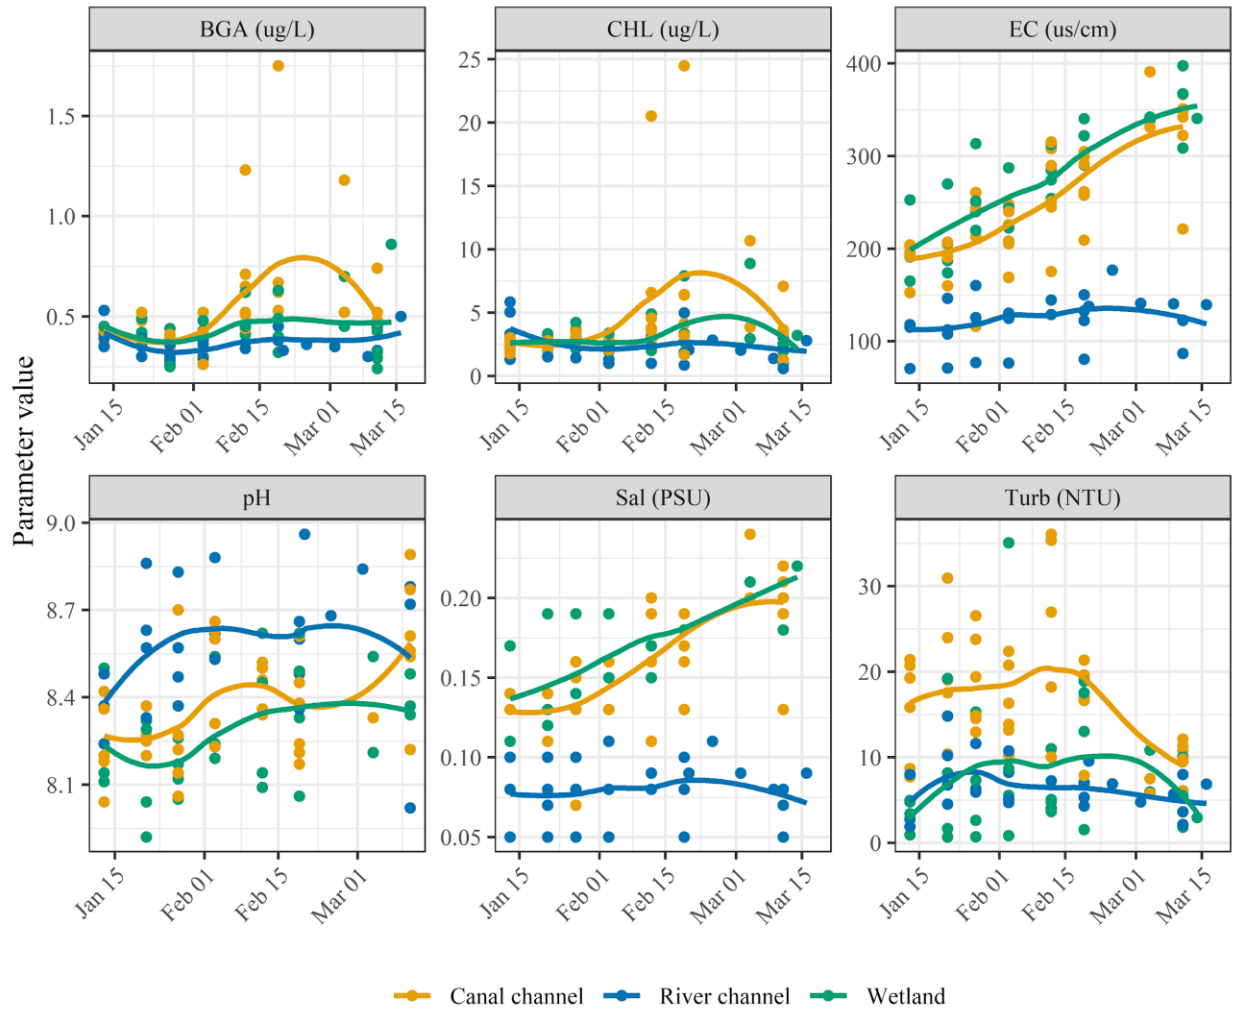 BGA (ug/L) CHL (ug/L) EC (us/cm)
1.5
1.0
0.5
25
20
15
10
5
0
400
300
200
100
Jan 15 Feb 01 Feb 15 Mar 01 Mar 15
Jan 15 Feb 01 Feb 15 Mar 01 Mar 15
Jan 15 Feb 01 Feb 15 Mar 01 Mar 15
Parameter value
pH Sal (PSU) Turb (NTU)
9.0
8.7
8.4
8.1
0.20
0.15
0.10
0.05
30
20
10
0
Jan 15 Feb 01 Feb 15 Mar 01
Jan 15 Feb 01 Feb 15 Mar 01 Mar 15
Jan 15 Feb 01 Feb 15 Mar 01 Mar 15
Canal channel River channel Wetland